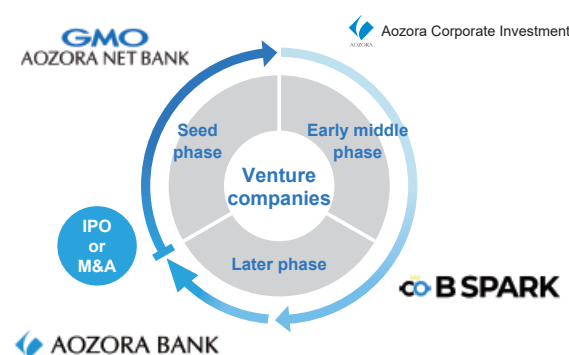 GMO
AOZORA NET BANK
AOZORA
Aozora Corporate Investment
Seed
phase
Early middle
phase
Venture
companies
IPO
or
M&A
Later phase
co B SPARK
AOZORA BANK